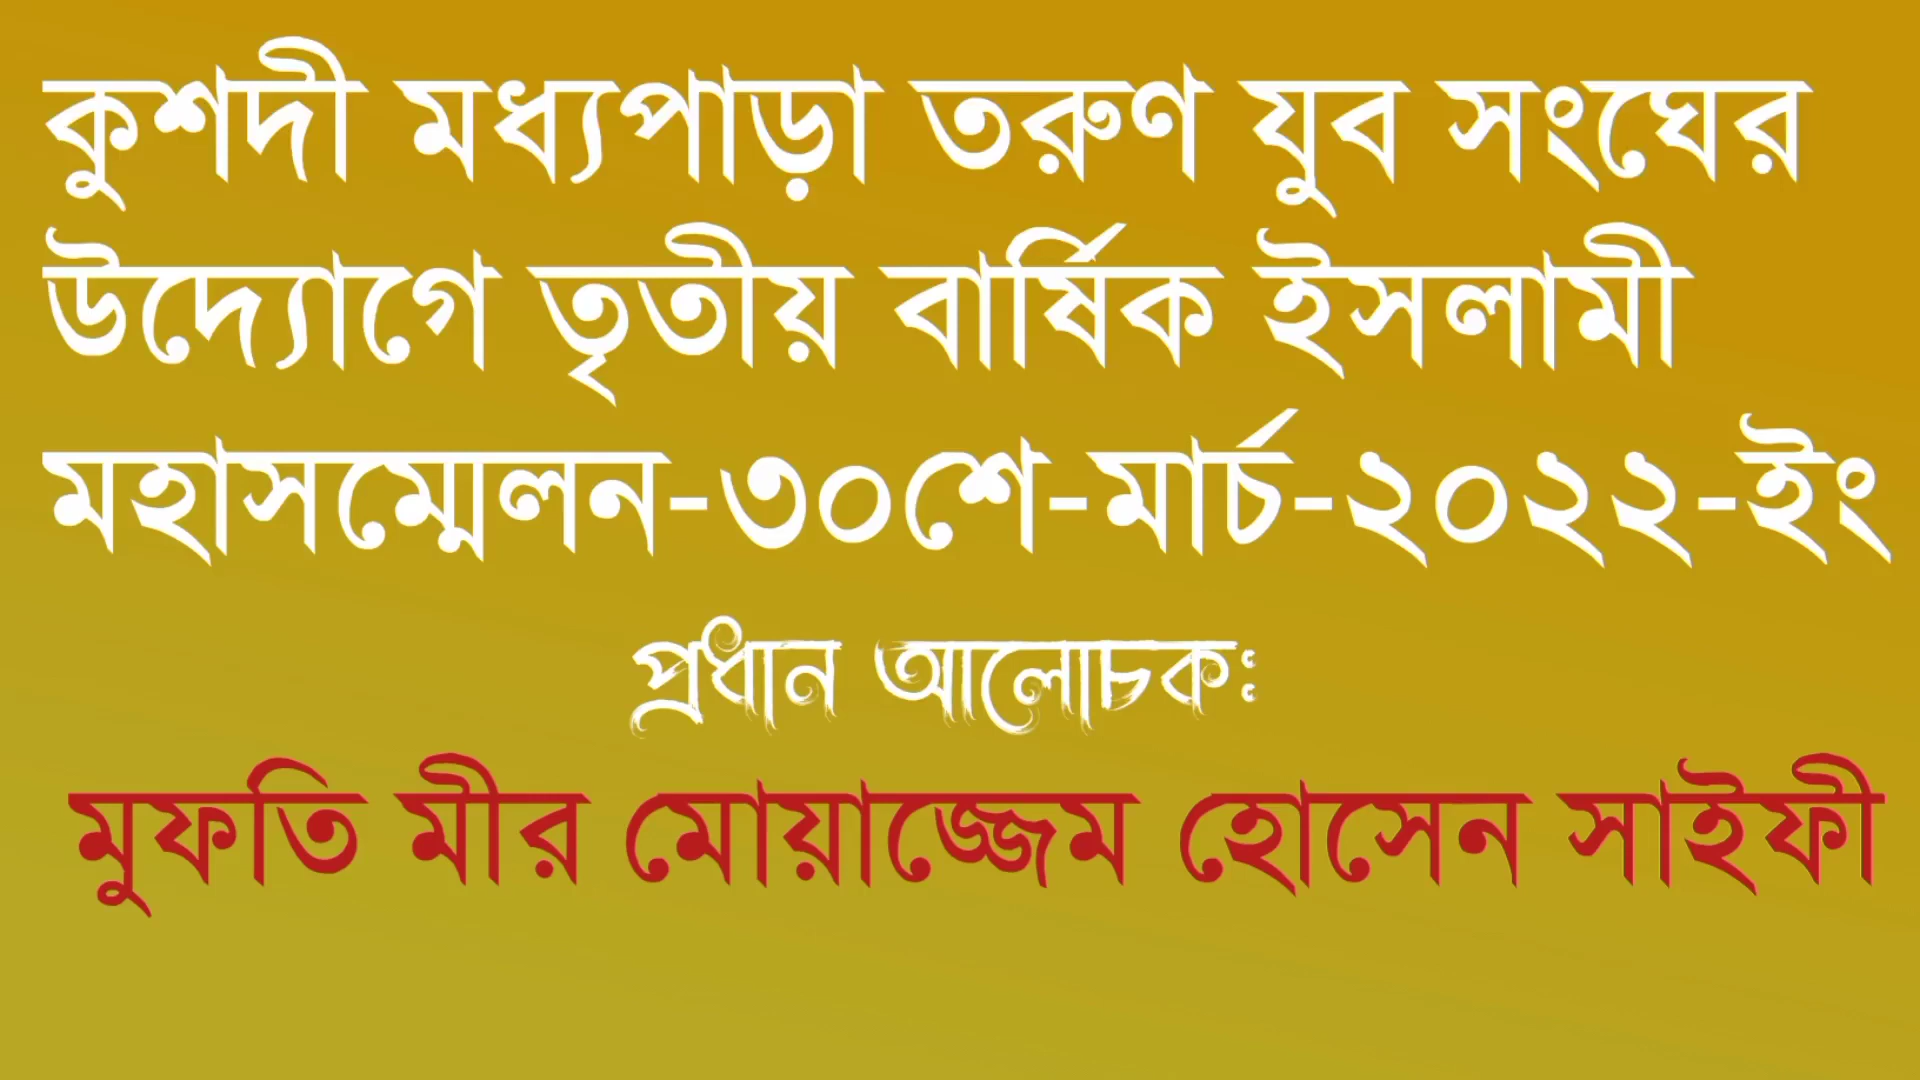 কুশদী মধ্যপাড়া তরুণ যুব সংঘের
উদ্যোগে তৃতীয় বার্ষিক ইসলামী
মহাসম্মেলন-৩০শে-মার্চ-২০২২-ইং
প্রধান আলোচকঃ
মুফতি মীর মোয়াজ্জেম হোসেন সাইফী